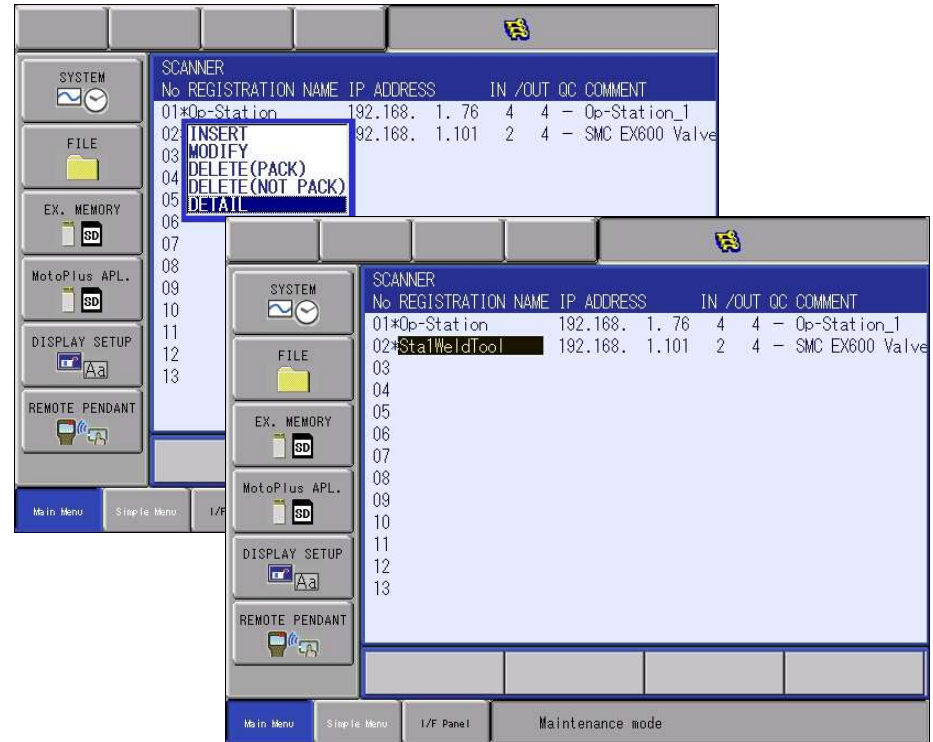 SCANNER
No REGISTRATION NAME IP ADDRESS IN /OUT QC COMMENT
01*Op-Station 192.168. 1. 76 4 4 – Op-Station_1
02* 92.168. 1.101 2 4 – SMC EX600 Valve
03
04
05
06
07
08
09
10
11
12
13
INSERT
MODIFY
DELETE(PACK)
DELETE(NOT PACK)
DETAIL
SYSTEM
FILE
EX. MEMORY
SD
MotoPlus APL.
SD
DISPLAY SETUP
Aa
REMOTE PENDANT
Main Menu
Simple Menu
I/F
SCANNER
No REGISTRATION NAME IP ADDRESS IN /OUT QC COMMENT
01*Op-Station 192.168. 1. 76 4 4 – Op-Station_1
02*Sta1WeldTool 192.168. 1.101 2 4 – SMC EX600 Valve
03
04
05
06
07
08
09
10
11
12
13
SYSTEM
FILE
EX. MEMORY
SD
MotoPlus APL.
SD
DISPLAY SETUP
Aa
REMOTE PENDANT
Main Menu
Simple Menu
I/F Panel
Maintenance mode